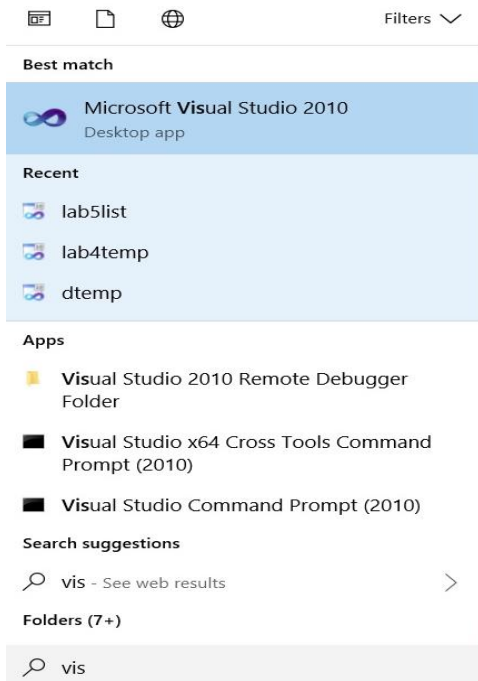 Filters
Best match
Microsoft Visual Studio 2010
Desktop app
Recent
lab5list
lab4temp
dtemp
Apps
Visual Studio 2010 Remote Debugger
Folder
Visual Studio x64 Cross Tools Command
Prompt (2010)
Visual Studio Command Prompt (2010)
Search suggestions
vis - See web results
Folders (7+)
vis